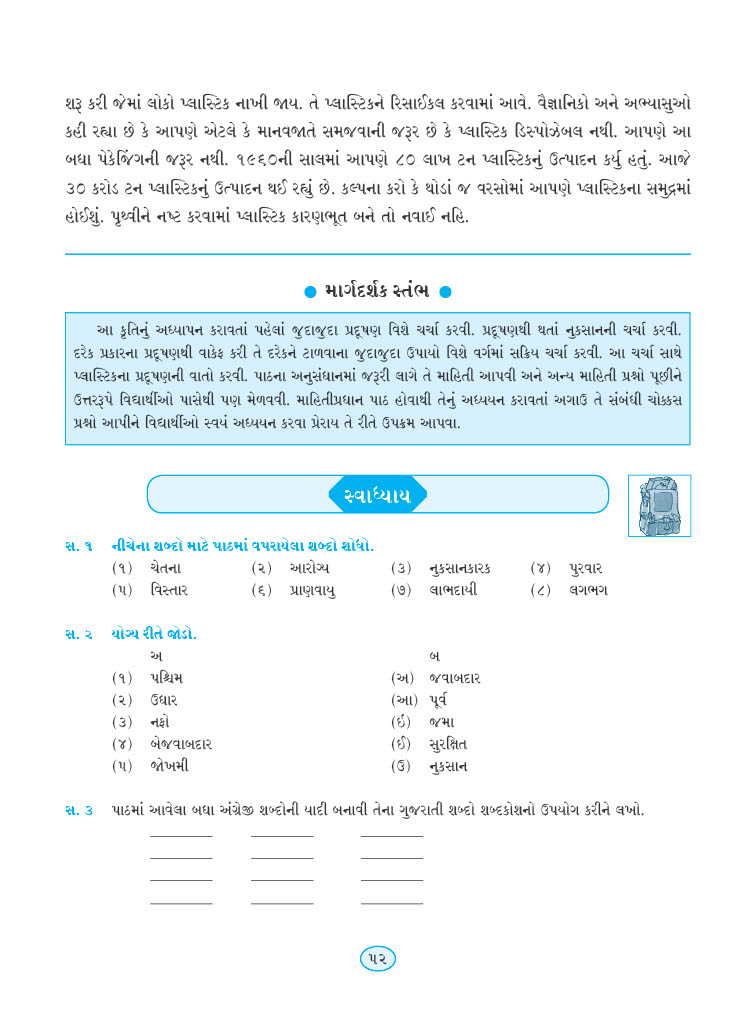 શરૂ કરી જેમાં લોકો પ્લાસ્ટિક નાખી જાય. તે પ્લાસ્ટિકને રિસાઈકલ કરવામાં આવે. વૈજ્ઞાનિકો અને અભ્યાસુઓ
કહી રહ્યા છે કે આપણે એટલે કે માનવજાતે સમજવાની જરૂર છે કે પ્લાસ્ટિક ડિસ્પોઝેબલ નથી. આપણે આ
બધા પેકેજિંગની જરૂર નથી. ૧૯૬૦ની સાલમાં આપણે ૮૦ લાખ ટન પ્લાસ્ટિકનું ઉત્પાદન કર્યુ હતું. આજે
૩૦ કરોડ ટન પ્લાસ્ટિકનું ઉત્પાદન થઈ રહ્યું છે. કલ્પના કરો કે થોડાં જ વરસોમાં આપણે પ્લાસ્ટિકના સમુદ્રમાં
હોઈશું. પૃથ્વીને નષ્ટ કરવામાં પ્લાસ્ટિક કારણભૂત બને તો નવાઈ નહિ.
● માર્ગદર્શક સ્તંભ ●
આ કૃતિનું અધ્યાપન કરાવતાં પહેલાં જુદાજુદા પ્રદૂષણ વિશે ચર્ચા કરવી. પ્રદૂષણથી થતાં નુકસાનની ચર્ચા કરવી.
દરેક પ્રકારના પ્રદૂષણથી વાકેફ કરી તે દરેકને ટાળવાના જુદાજુદા ઉપાયો વિશે વર્ગમાં સક્રિય ચર્ચા કરવી. આ ચર્ચા સાથે
પ્લાસ્ટિકના પ્રદૂષણની વાતો કરવી. પાઠના અનુસંધાનમાં જરૂરી લાગે તે માહિતી આપવી અને અન્ય માહિતી પ્રશ્નો પૂછીને
ઉત્તરરૂપે વિદ્યાર્થીઓ પાસેથી પણ મેળવવી. માહિતીપ્રધાન પાઠ હોવાથી તેનું અધ્યયન કરાવતાં અગાઉ તે સંબંધી ચોક્કસ
પ્રશ્નો આપીને વિદ્યાર્થીઓ સ્વયં અધ્યયન કરવા પ્રેરાય તે રીતે ઉપક્રમ આપવા.
સ્વાધ્યાય
સ. ૧ નીચેના શબ્દો માટે પાઠમાં વપરાયેલા શબ્દો શોધો.
(૧) ચેતના (૨) આરોગ્ય (૩) નુકસાનકારક (૪) પુરવાર
(૫) વિસ્તાર (૬) પ્રાણવાયુ (૭) લાભદાયી (૮) લગભગ
સ. ૨ યોગ્ય રીતે જોડો.
અ બ
(૧) પશ્ચિમ (અ) જવાબદાર
(૨) ઉધાર (આ) પૂર્વ
(૩) નફો (ઇ) જમા
(૪) બેજવાબદાર (ઈ) સુરક્ષિત
(૫) જોખમી (ઉ) નુકસાન
સ. ૩ પાઠમાં આવેલા બધા અંગ્રેજી શબ્દોની યાદી બનાવી તેના ગુજરાતી શબ્દો શબ્દકોશનો ઉપયોગ કરીને લખો.
૫૨